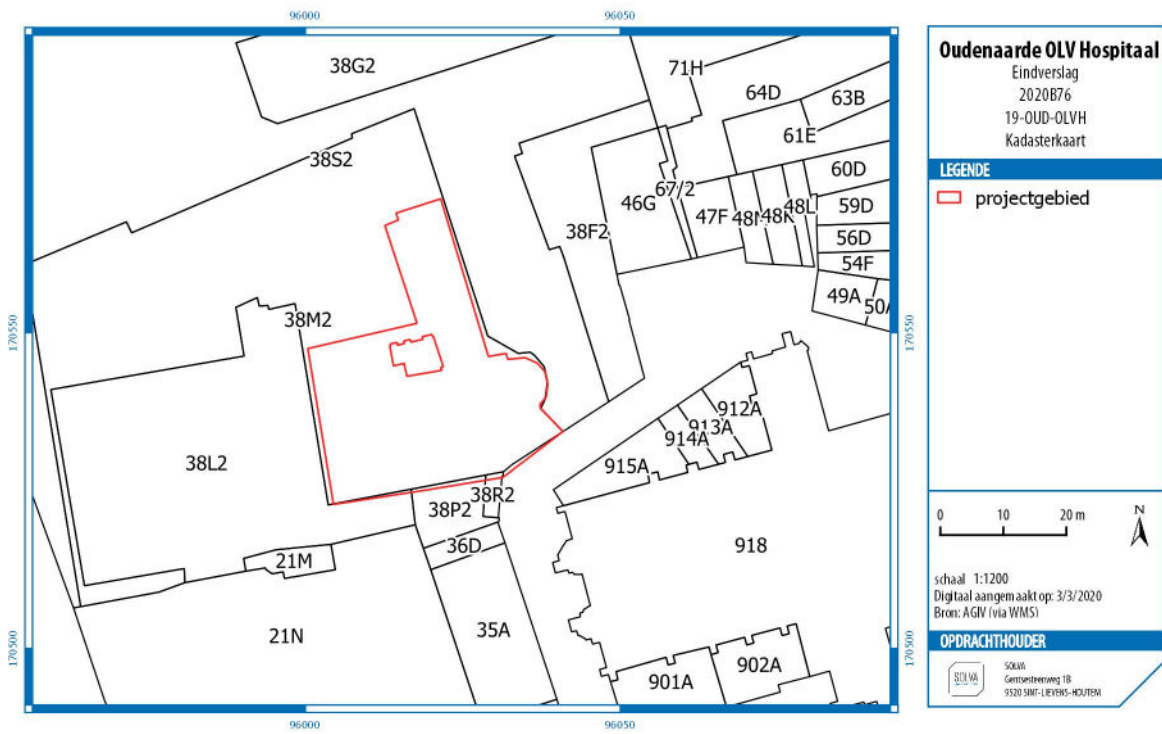 96000
96050
38G2
71H
64D
63B
61E
38S2
60D
67/2
46G
47F
48K
48L
59D
38F2
56D
54F
49A
50A
38M2
170550
170550
912A
913A
914A
915A
38L2
38R2
38P2
36D
918
21M
21N
35A
902A
901A
170500
170500
96000
96050
Oudenaarde OLV Hospitaal
Eindverslag
2020B76
19-OUD-OLVH
Kadasterkaart
LEGENDE
projectgebied
0 10 20 m
N
schaal 1:1200
Digitaal aangemaakt op: 3/3/2020
Bron: AGIV (via WMS)
OPDRACHTHOUDER
SOLVA
SOLVA
Gentsesteenweg 1B
9520 SINT-LIEVENS-HOUTEM